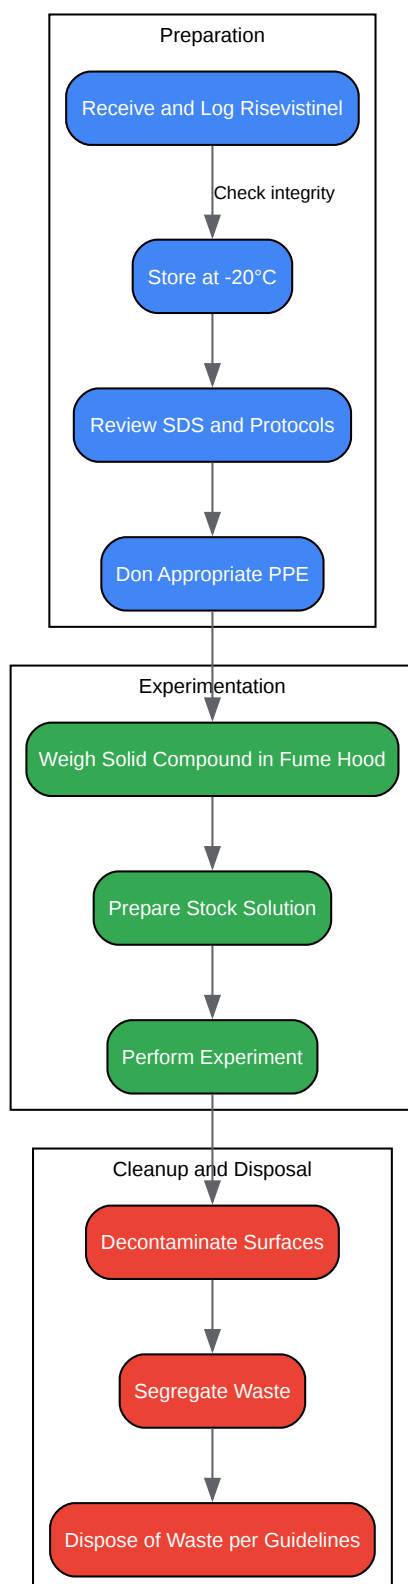 Preparation
Receive and Log Risevistinel
Check integrity
Store at -20°C
Review SDS and Protocols
Don Appropriate PPE
Experimentation
Weigh Solid Compound in Fume Hood
Prepare Stock Solution
Perform Experiment
Cleanup and Disposal
Decontaminate Surfaces
Segregate Waste
Dispose of Waste per Guidelines